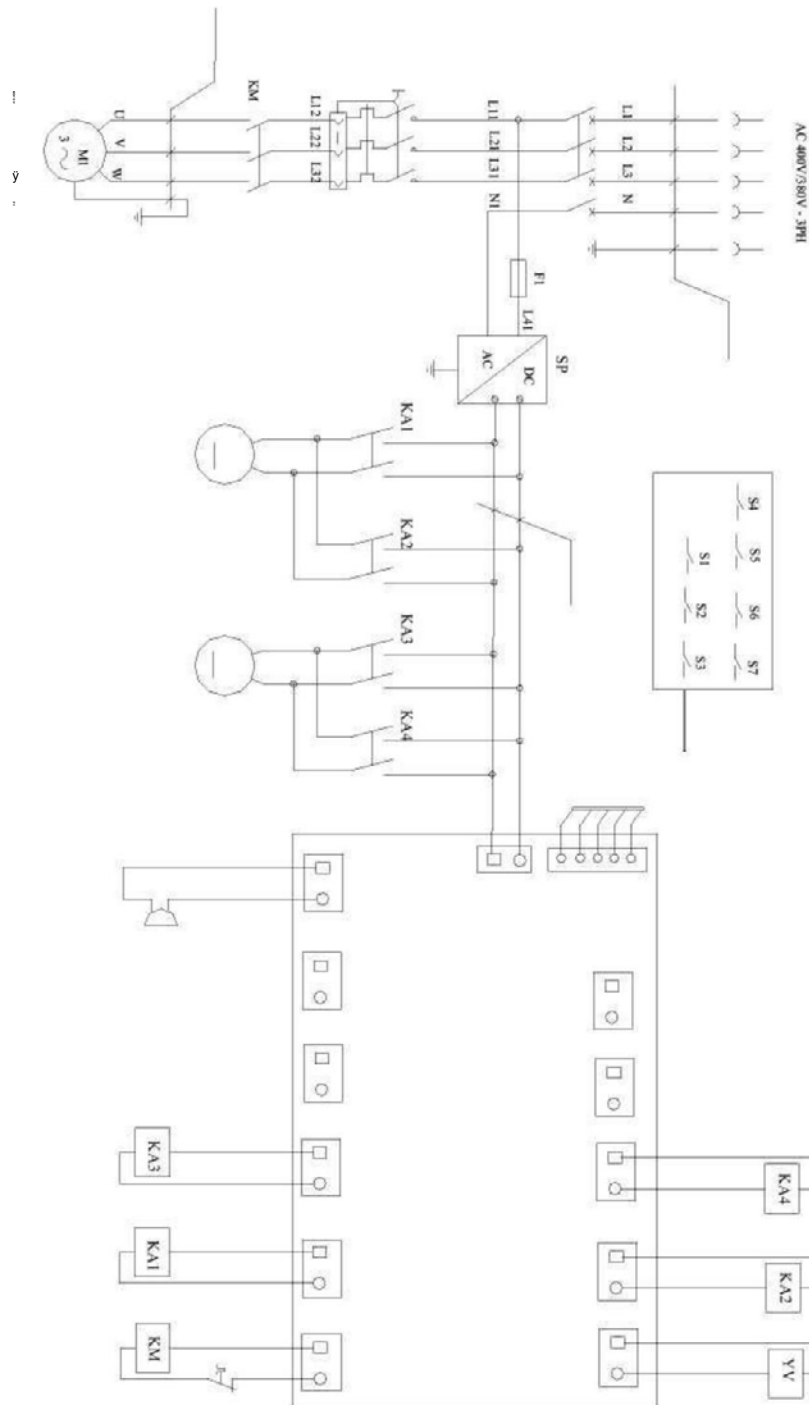 AC 400V/380V - 3PH
L1
L2
L3
N
L11
L21
L31
N1
L12
L22
L32
KM
U
V
W
M1
3
F1
L41
SP
AC
DC
KA1
KA2
KA3
KA4
S4
S5
S6
S7
S1
S2
S3
KA3
KA1
KM
KA4
KA2
YV